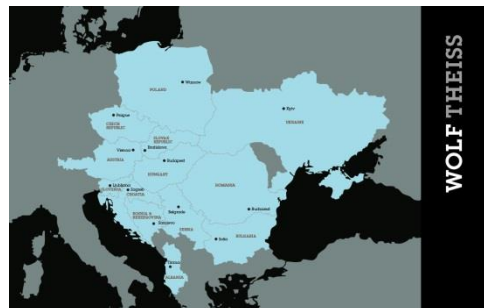 Warsaw
POLAND
Kyiv
UKRAINE
Prague
CZECH
REPUBLIC
SLOVAK
REPUBLIC
Vienna
Bratislava
AUSTRIA
Budapest
HUNGARY
Ljubljana
SLOVENIA
Zagreb
CROATIA
ROMANIA
BOSNIA &
HERZEGOVINA
Belgrade
Bucharest
Sarajevo
SERBIA
Sofia
BULGARIA
Tirana
ALBANIA
WOLF THEISS